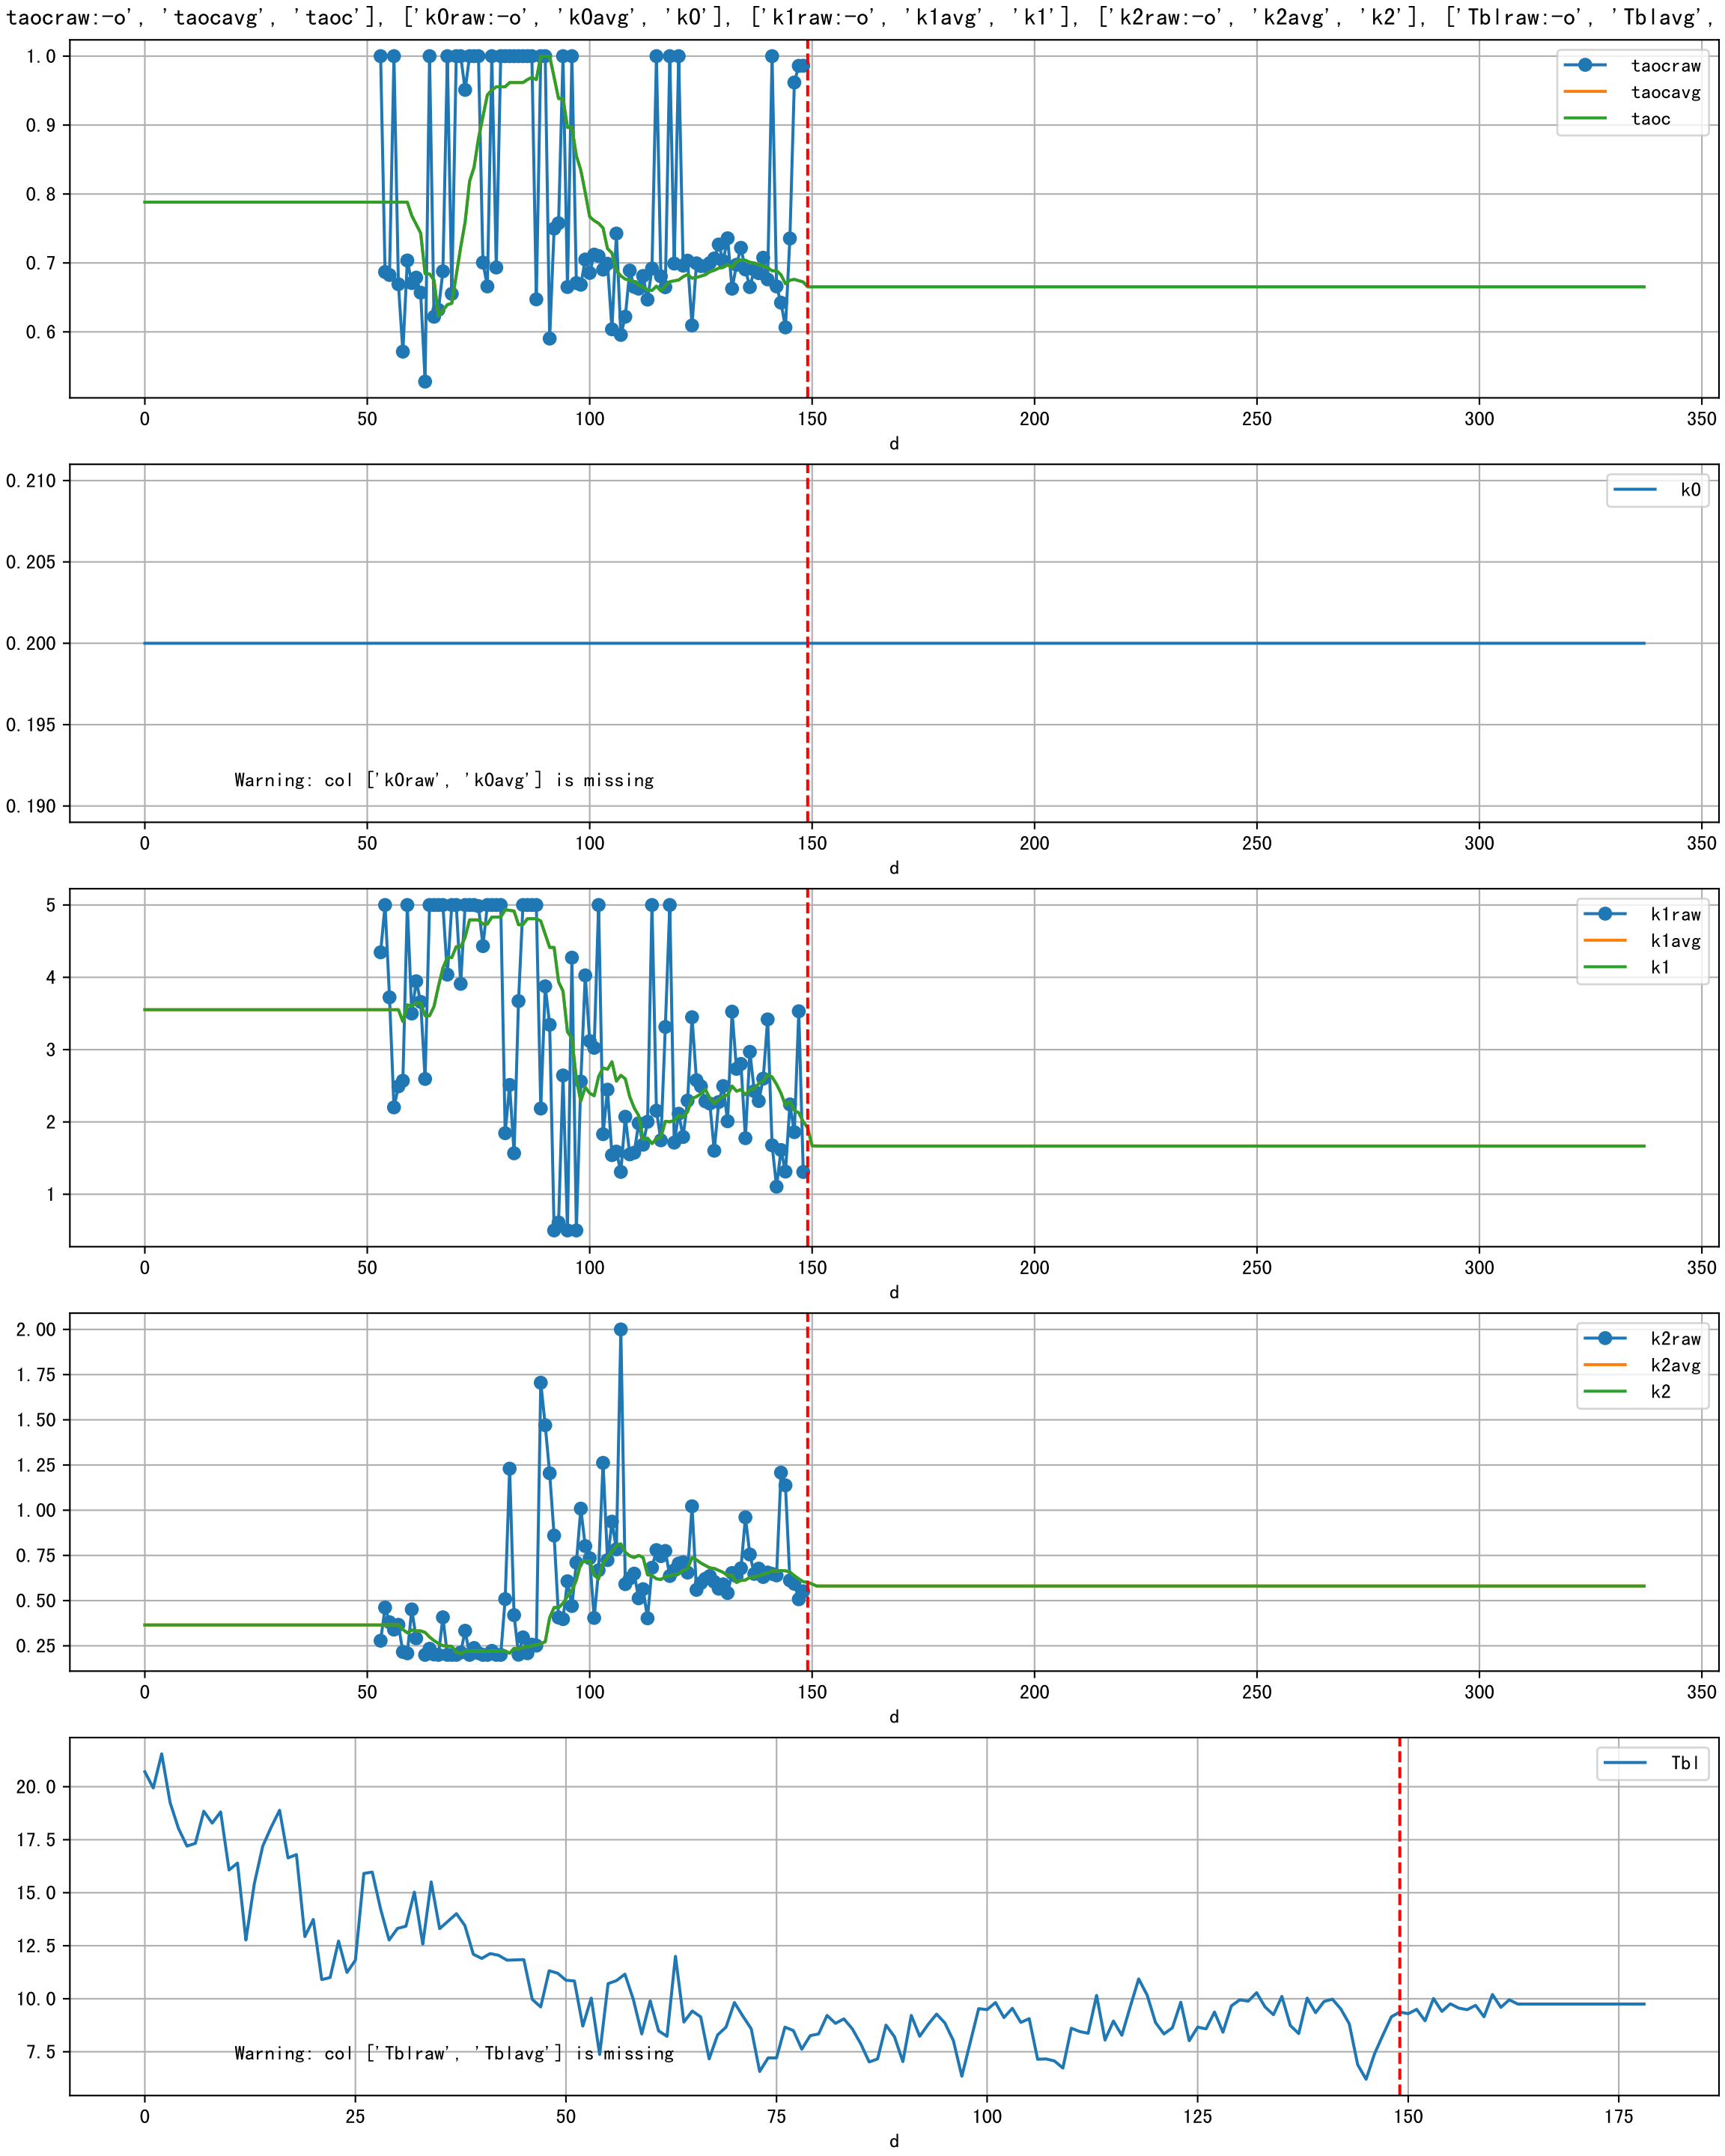 taocraw:-o', 'taocavg', 'taoc'], ['k0raw:-o', 'k0avg', 'k0'], ['k1raw:-o', 'k1avg', 'k1'], ['k2raw:-o', 'k2avg', 'k2'], ['Tblraw:-o', 'Tblavg',
1.0
0.9
0.8
0.7
0.6
taocraw
taocavg
taoc
0 50 100 150 200 250 300 350
d
0.210
0.205
0.200
0.195
0.190
k0
Warning: col ['k0raw', 'k0avg'] is missing
0 50 100 150 200 250 300 350
d
5
4
3
2
1
k1raw
k1avg
k1
0 50 100 150 200 250 300 350
d
2.00
1.75
1.50
1.25
1.00
0.75
0.50
0.25
k2raw
k2avg
k2
0 50 100 150 200 250 300 350
d
20.0
17.5
15.0
12.5
10.0
7.5
Tbl
Warning: col ['Tblraw', 'Tblavg'] is missing
0 25 50 75 100 125 150 175
d